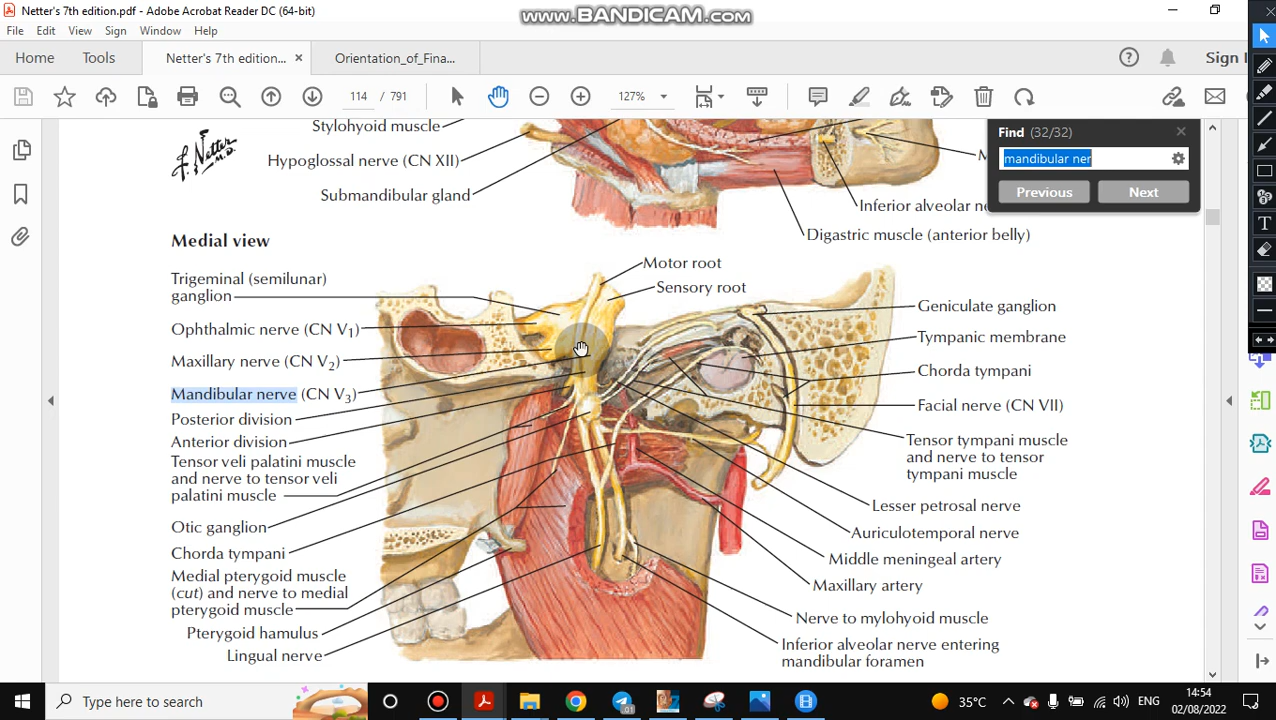 Netter's 7th edition.pdf - Adobe Acrobat Reader DC (64-bit)
www.BANDICAM.com
File Edit View Sign Window Help
Home Tools Netter's 7th edition... × Orientation_of_Fina... Sign I
114 / 791 127%
Find (32/32)
mandibular ner
Previous Next
Stylohyoid muscle
Hypoglossal nerve (CN XII)
Submandibular gland
F. Netter M.D.
M
Inferior alveolar ne
Digastric muscle (anterior belly)
Medial view
Trigeminal (semilunar)
ganglion
Ophthalmic nerve (CN V1)
Maxillary nerve (CN V2)
Mandibular nerve (CN V3)
Posterior division
Anterior division
Tensor veli palatini muscle
and nerve to tensor veli
palatini muscle
Otic ganglion
Chorda tympani
Medial pterygoid muscle
(cut) and nerve to medial
pterygoid muscle
Pterygoid hamulus
Lingual nerve
Motor root
Sensory root
Geniculate ganglion
Tympanic membrane
Chorda tympani
Facial nerve (CN VII)
Tensor tympani muscle
and nerve to tensor
tympani muscle
Lesser petrosal nerve
Auriculotemporal nerve
Middle meningeal artery
Maxillary artery
Nerve to mylohyoid muscle
Inferior alveolar nerve entering
mandibular foramen
Type here to search
35°C
ENG
14:54
02/08/2022